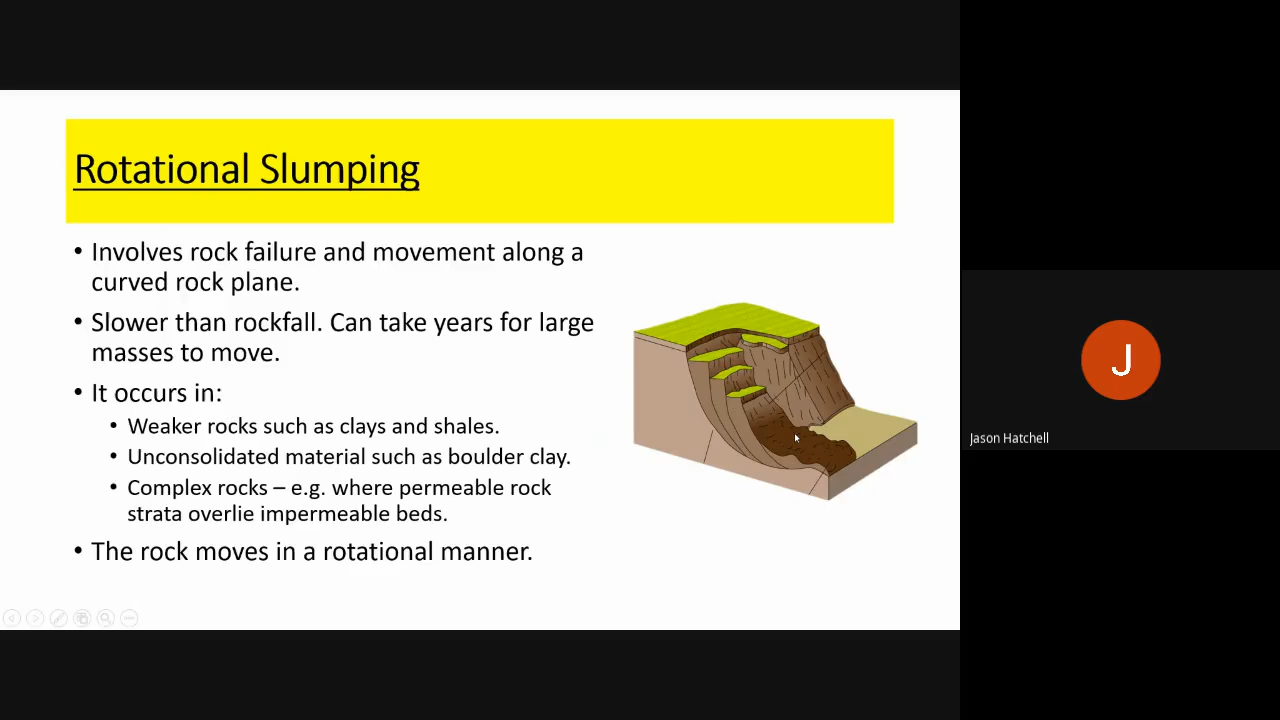 Rotational Slumping
• Involves rock failure and movement along a
curved rock plane.
• Slower than rockfall. Can take years for large
masses to move.
• It occurs in:
• Weaker rocks such as clays and shales.
• Unconsolidated material such as boulder clay.
• Complex rocks – e.g. where permeable rock
strata overlie impermeable beds.
• The rock moves in a rotational manner.
J
Jason Hatchell